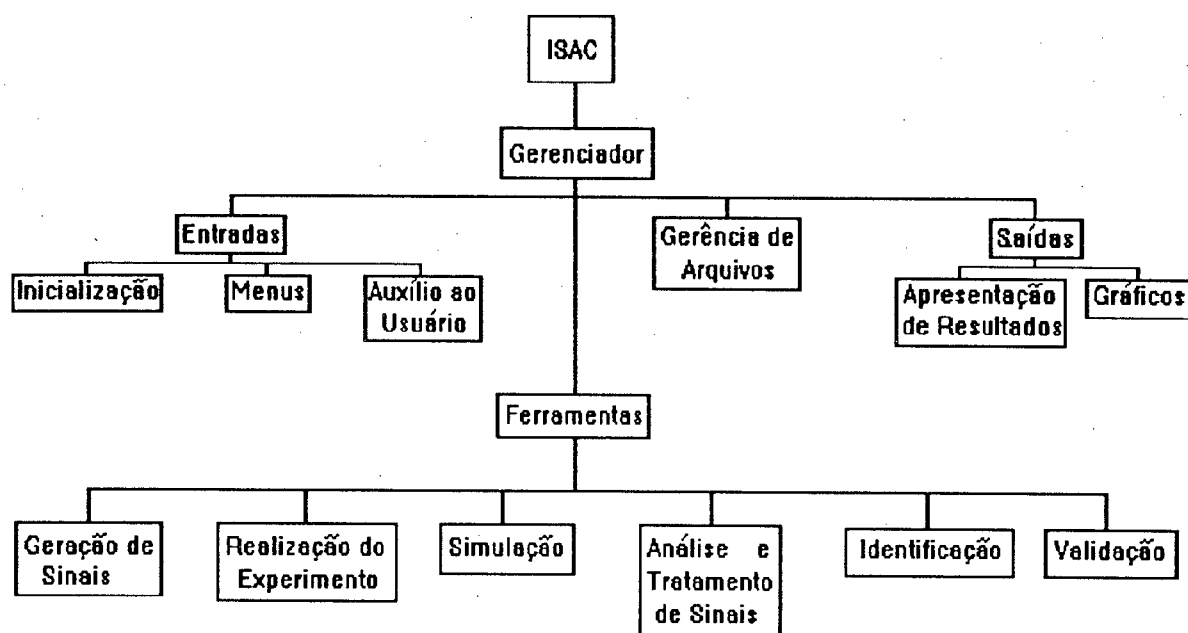 ISAC
Gerenciador
Entradas
Gerência de
Arquivos
Saídas
Inicialização
Menus
Auxílio ao
Usuário
Apresentação
de Resultados
Gráficos
Ferramentas
Geração de
Sinais
Realização do
Experimento
Simulação
Análise e
Tratamento
de Sinais
Identificação
Validação